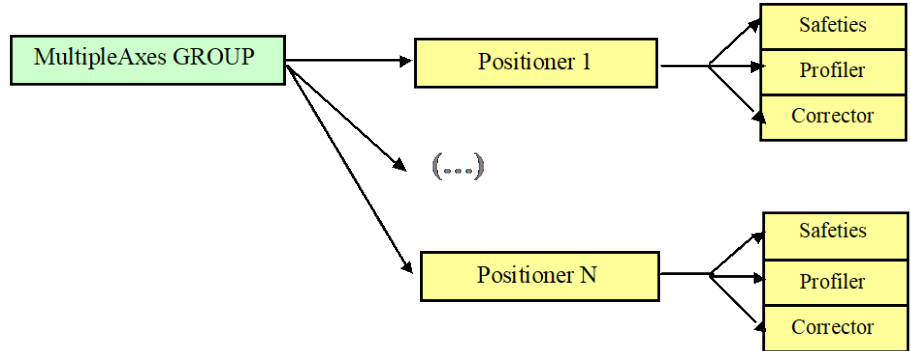 MultipleAxes GROUP
Positioner 1
Safeties
Profiler
Corrector
(...)
Positioner N
Safeties
Profiler
Corrector